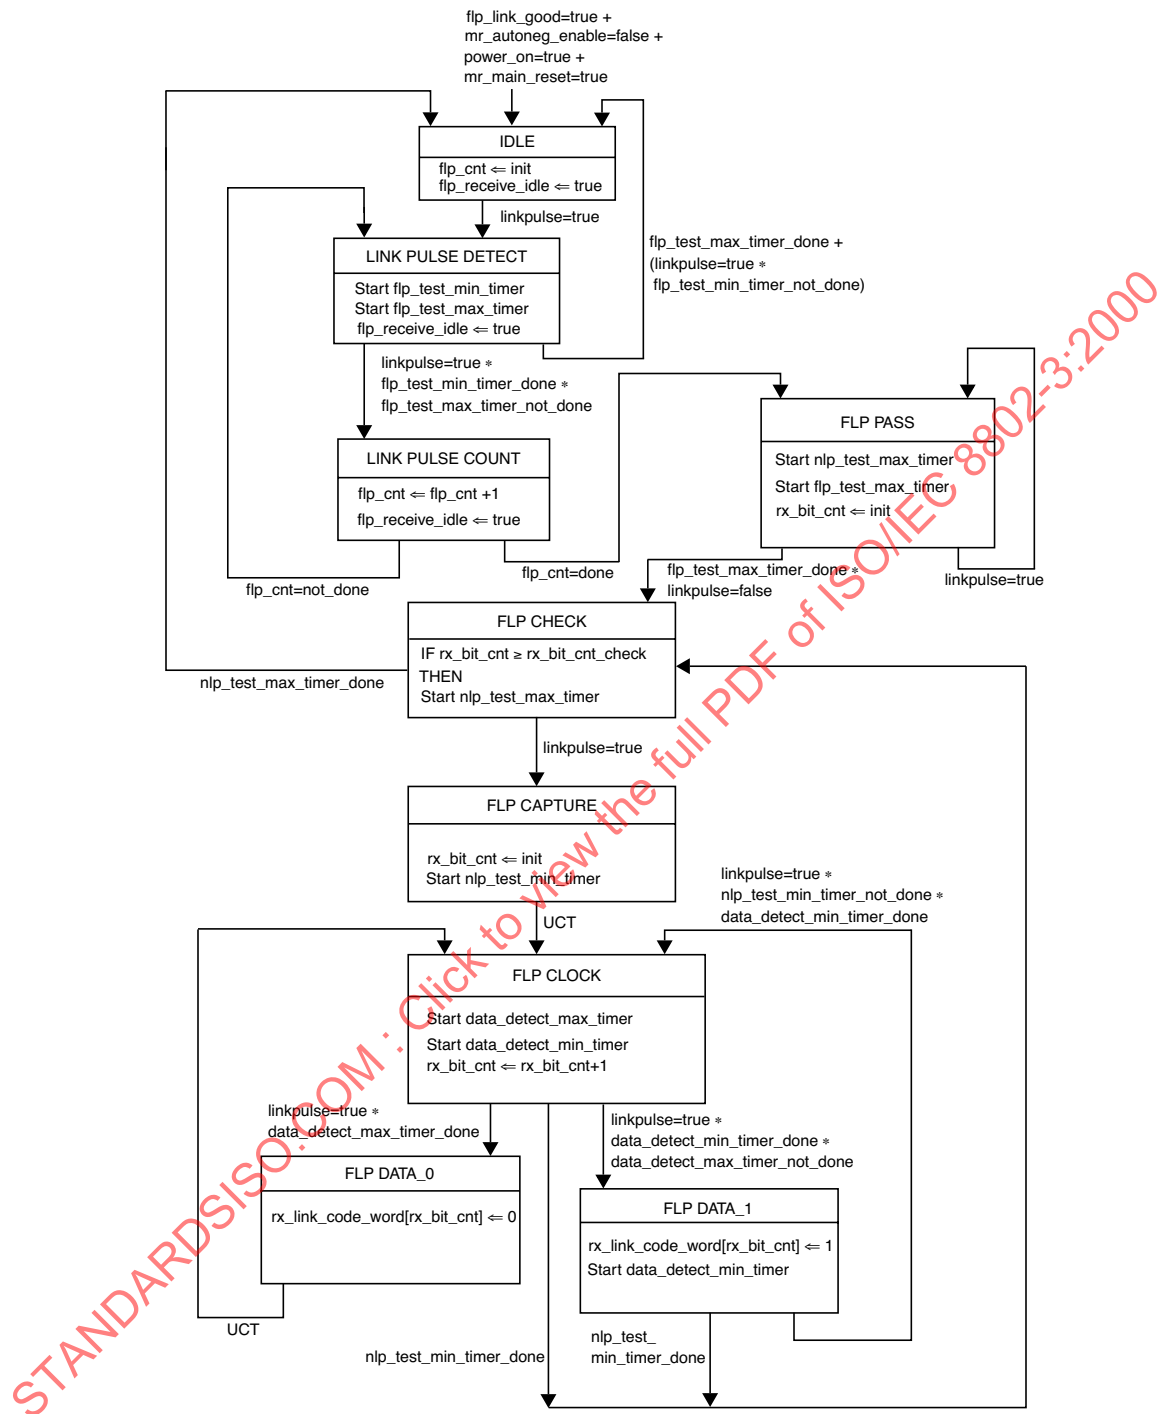 flp_link_good=true +
mr_autoneg_enable=false +
power_on=true +
mr_main_reset=true
IDLE
flp_cnt ⇐ init
flp_receive_idle ⇐ true
linkpulse=true
LINK PULSE DETECT
Start flp_test_min_timer
Start flp_test_max_timer
flp_receive_idle ⇐ true
flp_test_max_timer_done +
(linkpulse=true *
flp_test_min_timer_not_done)
linkpulse=true *
flp_test_min_timer_done *
flp_test_max_timer_not_done
LINK PULSE COUNT
flp_cnt ⇐ flp_cnt +1
flp_receive_idle ⇐ true
flp_cnt=not_done
flp_cnt=done
FLP PASS
Start nlp_test_max_timer
Start flp_test_max_timer
rx_bit_cnt ⇐ init
flp_test_max_timer_done *
linkpulse=false
linkpulse=true
FLP CHECK
IF rx_bit_cnt ≥ rx_bit_cnt_check
THEN
Start nlp_test_max_timer
nlp_test_max_timer_done
linkpulse=true
FLP CAPTURE
rx_bit_cnt ⇐ init
Start nlp_test_min_timer
UCT
linkpulse=true *
nlp_test_min_timer_not_done *
data_detect_min_timer_done
FLP CLOCK
Start data_detect_max_timer
Start data_detect_min_timer
rx_bit_cnt ⇐ rx_bit_cnt+1
linkpulse=true *
data_detect_max_timer_done
linkpulse=true *
data_detect_min_timer_done *
data_detect_max_timer_not_done
FLP DATA_0
rx_link_code_word[rx_bit_cnt] ⇐ 0
UCT
FLP DATA_1
rx_link_code_word[rx_bit_cnt] ⇐ 1
Start data_detect_min_timer
nlp_test_min_timer_done
nlp_test_
min_timer_done
STANDARDSISO.COM : Click to view the full PDF of ISO/IEC 8802-3:2000